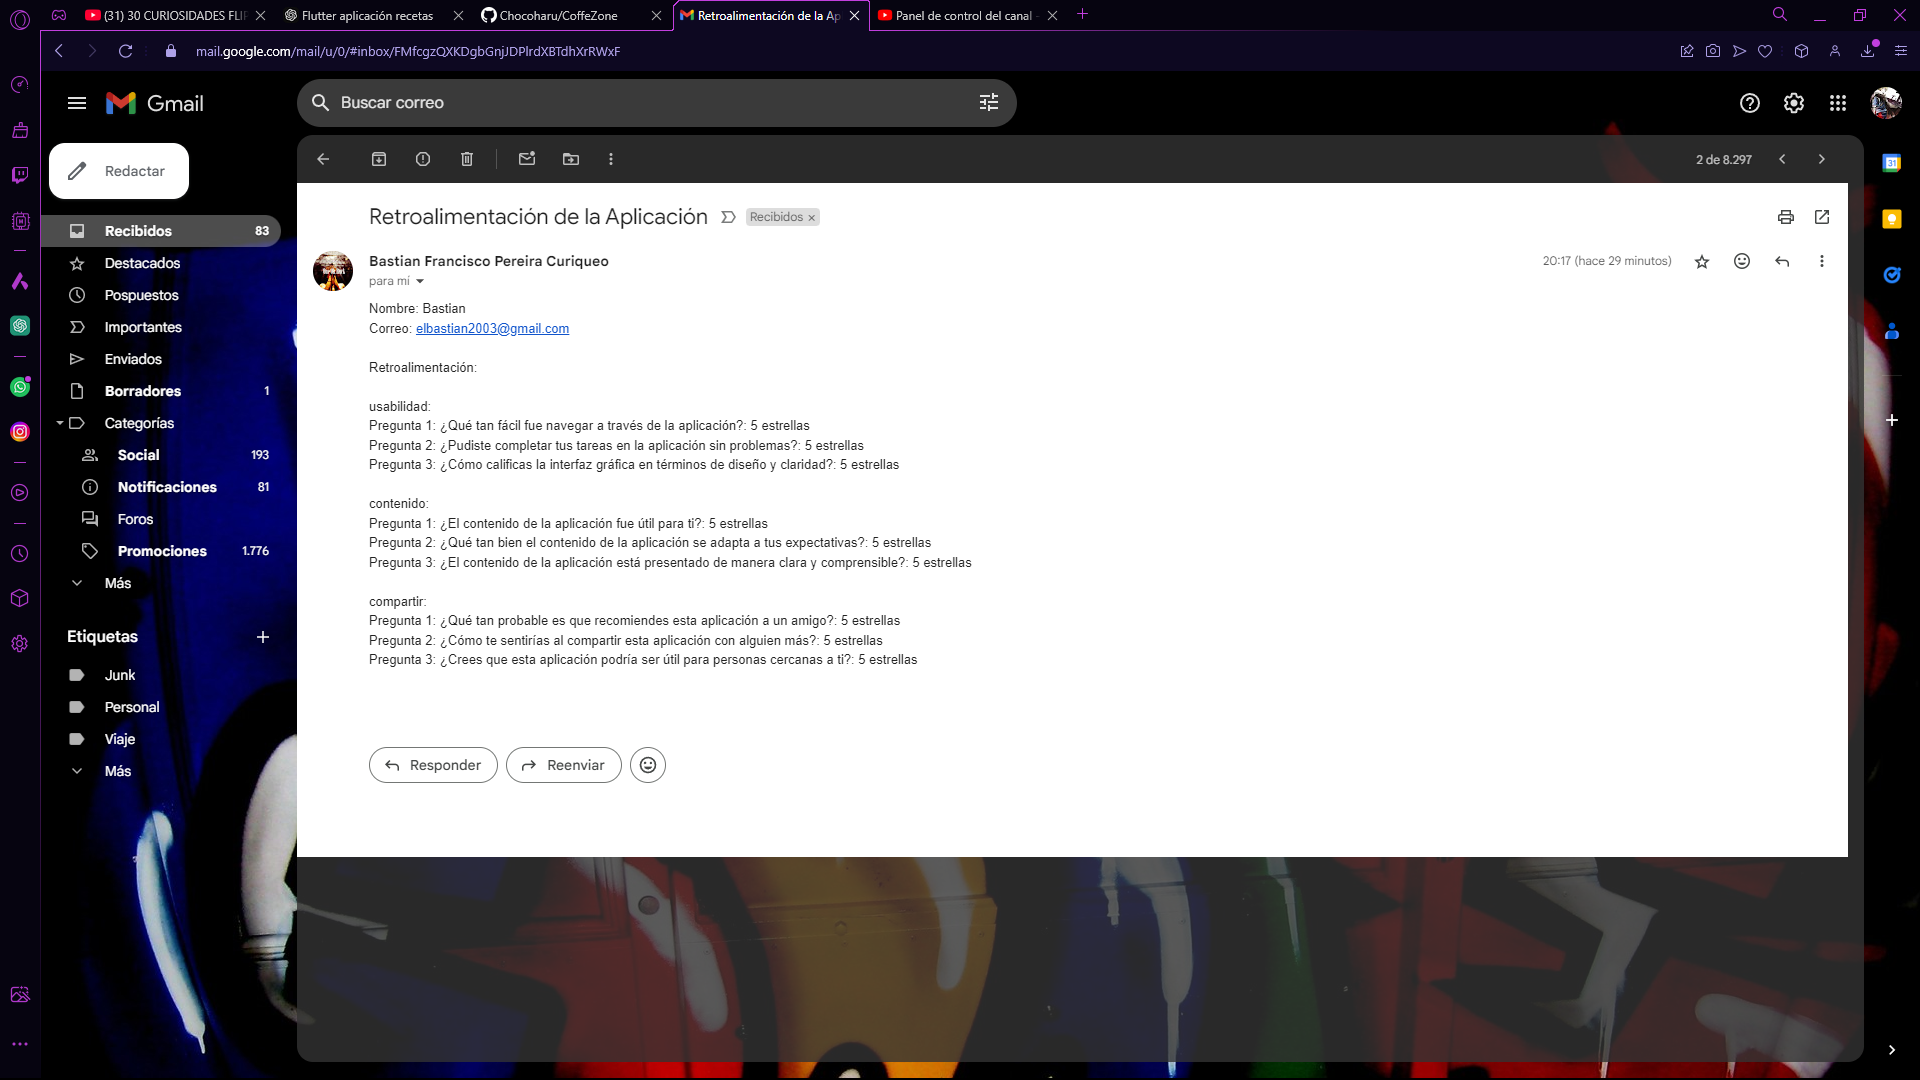 (31) 30 CURIOSIDADES FLI
Flutter aplicación recetas
Chocoharu/CoffeZone
Retroalimentación de la Ap
Panel de control del canal
mail.google.com/mail/u/0/#inbox/FMfcgzQXKDgbGnjJDPlrdXBTdhXrRWxF
Gmail
Buscar correo
Redactar
2 de 8.297
31
Recibidos 83
Destacados
Pospuestos
Importantes
Enviados
Borradores 1
Categorías
Social 193
Notificaciones 81
Foros
Promociones 1.776
Más
Etiquetas
Junk
Personal
Viaje
Más
Retroalimentación de la Aplicación
Recibidos x
Bastian Francisco Pereira Curiqueo
20:17 (hace 29 minutos)
para mí
Nombre: Bastian
Correo: elbastian2003@gmail.com
Retroalimentación:
usabilidad:
Pregunta 1: ¿Qué tan fácil fue navegar a través de la aplicación?: 5 estrellas
Pregunta 2: ¿Pudiste completar tus tareas en la aplicación sin problemas?: 5 estrellas
Pregunta 3: ¿Cómo calificas la interfaz gráfica en términos de diseño y claridad?: 5 estrellas
contenido:
Pregunta 1: ¿El contenido de la aplicación fue útil para ti?: 5 estrellas
Pregunta 2: ¿Qué tan bien el contenido de la aplicación se adapta a tus expectativas?: 5 estrellas
Pregunta 3: ¿El contenido de la aplicación está presentado de manera clara y comprensible?: 5 estrellas
compartir:
Pregunta 1: ¿Qué tan probable es que recomiendes esta aplicación a un amigo?: 5 estrellas
Pregunta 2: ¿Cómo te sentirías al compartir esta aplicación con alguien más?: 5 estrellas
Pregunta 3: ¿Crees que esta aplicación podría ser útil para personas cercanas a ti?: 5 estrellas
Responder
Reenviar